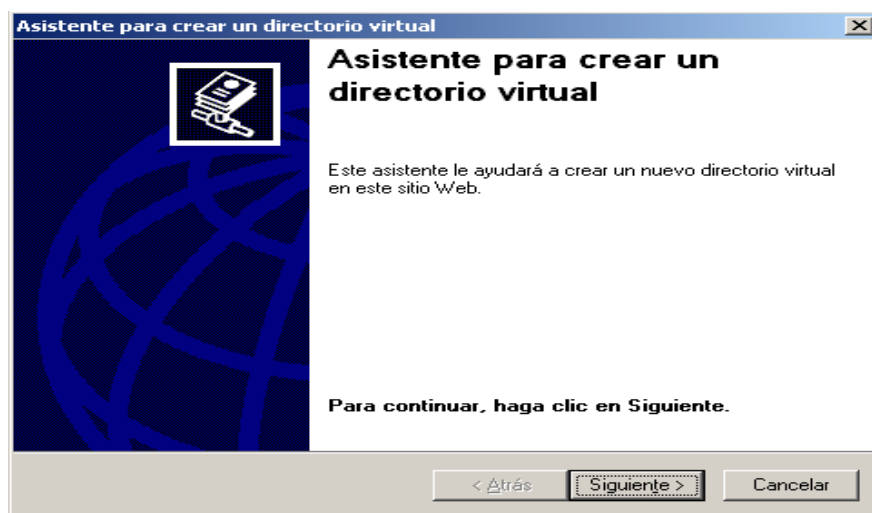 Asistente para crear un directorio virtual
Asistente para crear un
directorio virtual
Este asistente le ayudará a crear un nuevo directorio virtual
en este sitio Web.
Para continuar, haga clic en Siguiente.
< Atrás Siguiente > Cancelar